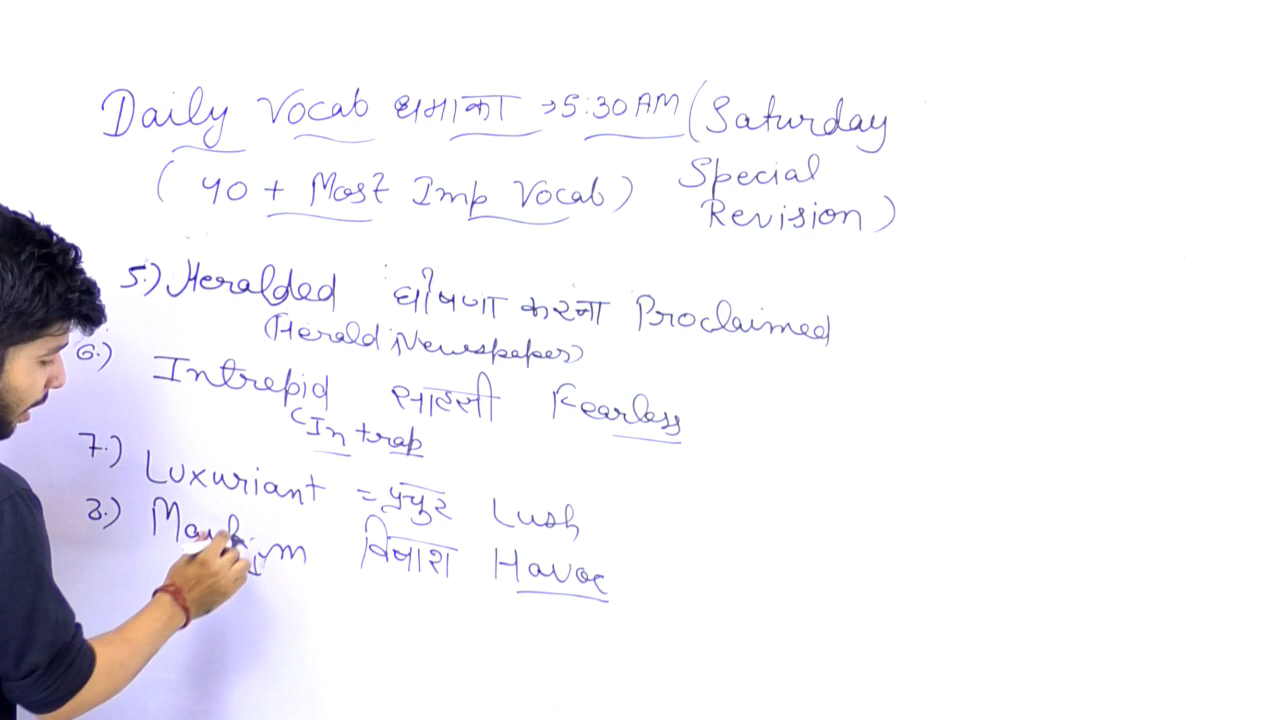 Daily Vocab धमाका →5:30 AM (Saturday
(40 + Most Imp Vocab) Special
Revision)
5.) Heralded घोषणा करना Proclaimed
(Herald Newspaper)
6.) Intrepid साहसी Fearless
(In trap
7.) Luxuriant = प्रचुर Lush
8.) विनाश Havoc